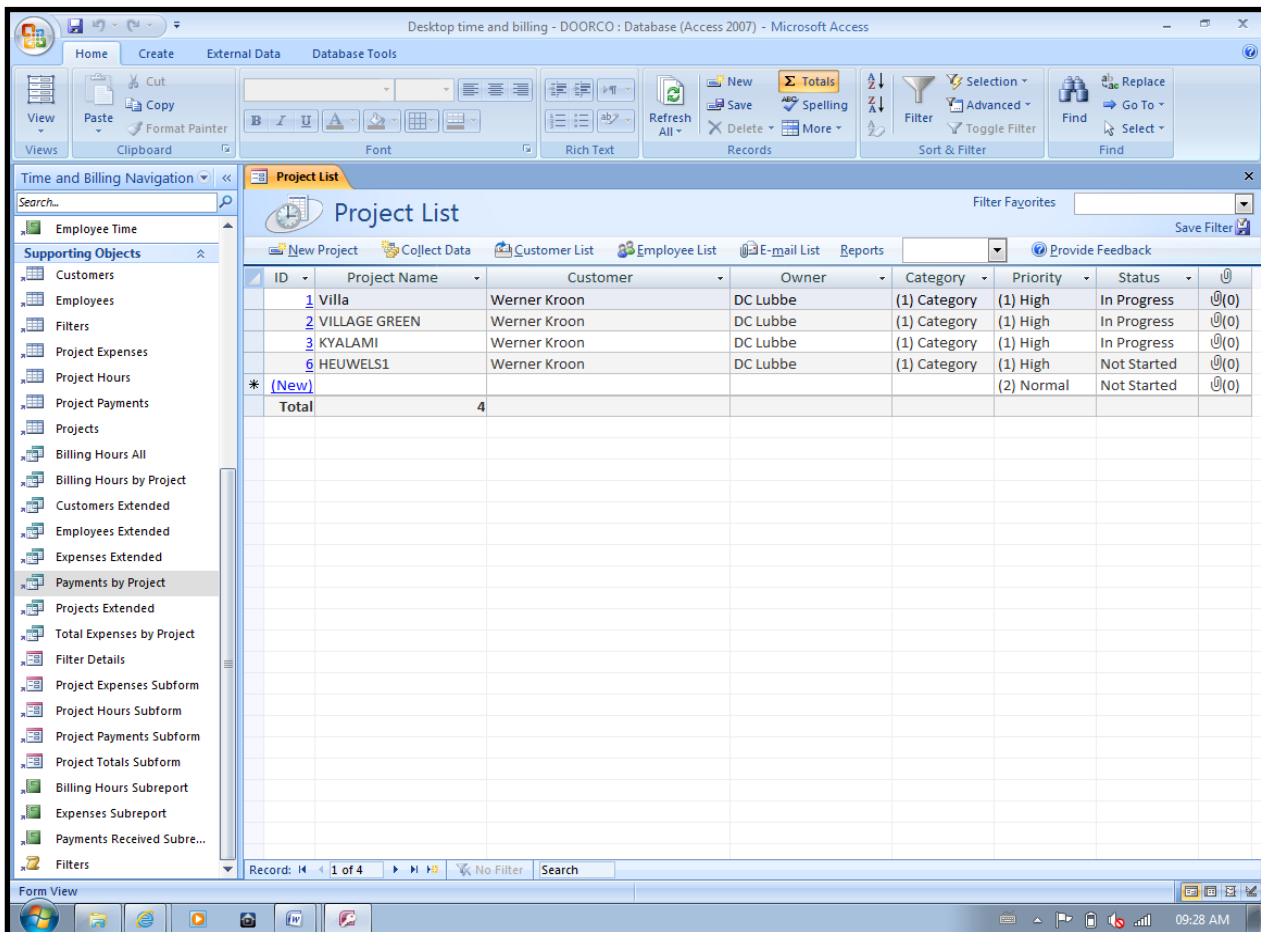 Desktop time and billing - DOORCO : Database (Access 2007) - Microsoft Access
Home Create External Data Database Tools
View Paste Cut Copy Format Painter
Views Clipboard
B I U A
Font
ab
Rich Text
Refresh All
New Save Delete
Σ Totals ABC Spelling More
Records
A Z Z A A Z
Filter Selection Advanced Toggle Filter
Sort & Filter
Find Replace Go To Select
Find
Time and Billing Navigation «
Search...
Employee Time
Supporting Objects
Customers
Employees
Filters
Project Expenses
Project Hours
Project Payments
Projects
Billing Hours All
Billing Hours by Project
Customers Extended
Employees Extended
Expenses Extended
Payments by Project
Projects Extended
Total Expenses by Project
Filter Details
Project Expenses Subform
Project Hours Subform
Project Payments Subform
Project Totals Subform
Billing Hours Subreport
Expenses Subreport
Payments Received Subre...
Filters
Project List
Project List
Filter Favorites
Save Filter
New Project Collect Data Customer List Employee List E-mail List Reports Provide Feedback
ID Project Name Customer Owner Category Priority Status
1 Villa Werner Kroon DC Lubbe (1) Category (1) High In Progress (0)
2 VILLAGE GREEN Werner Kroon DC Lubbe (1) Category (1) High In Progress (0)
3 KYALAMI Werner Kroon DC Lubbe (1) Category (1) High In Progress (0)
6 HEUWELS1 Werner Kroon DC Lubbe (1) Category (1) High Not Started (0)
* (New) (2) Normal Not Started (0)
Total 4
Record: 1 of 4 No Filter Search
Form View
09:28 AM